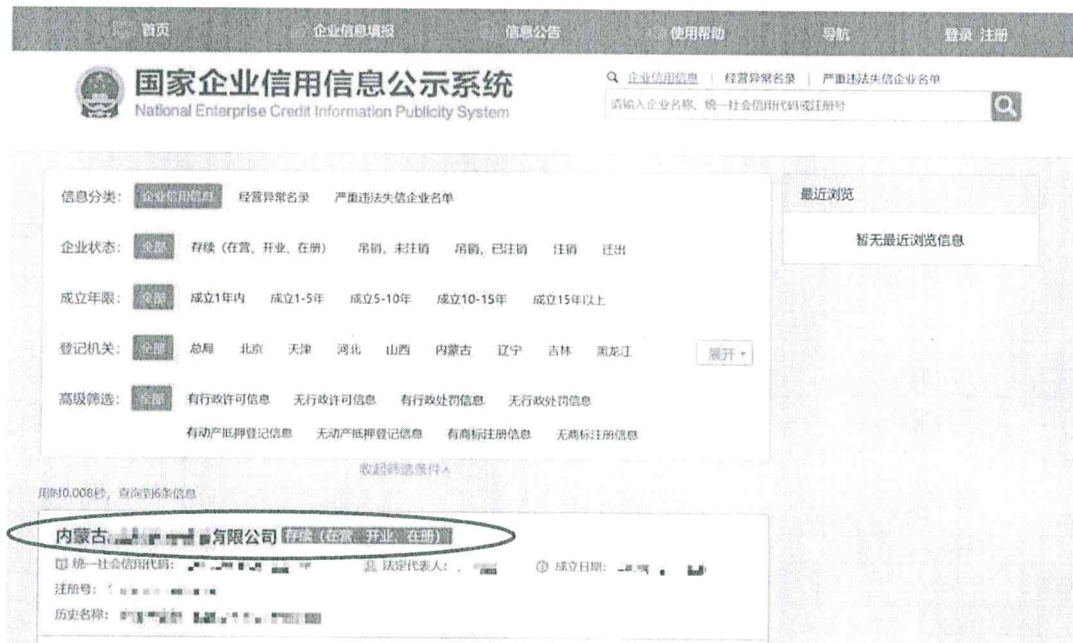 首页 企业信息填报 信息公告 使用帮助 导航 登录 注册
国家企业信用信息公示系统
National Enterprise Credit Information Publicity System
企业信用信息 | 经营异常名录 | 严重违法失信企业名单
请输入企业名称、统一社会信用代码或注册号
信息分类: 企业信用信息 经营异常名录 严重违法失信企业名单
企业状态: 全部 存续(在营、开业、在册) 吊销,未注销 吊销,已注销 注销 迁出
成立年限: 全部 成立1年内 成立1-5年 成立5-10年 成立10-15年 成立15年以上
登记机关: 全部 总局 北京 天津 河北 山西 内蒙古 辽宁 吉林 黑龙江 展开
高级筛选: 全部 有行政许可信息 无行政许可信息 有行政处罚信息 无行政处罚信息
有动产抵押登记信息 无动产抵押登记信息 有商标注册信息 无商标注册信息
收起筛选条件
最近浏览
暂无最近浏览信息
用时0.008秒,查询到6条信息
内蒙古 有限公司 存续(在营、开业、在册)
统一社会信用代码: 法定代表人: 成立日期:
注册号:
历史名称: